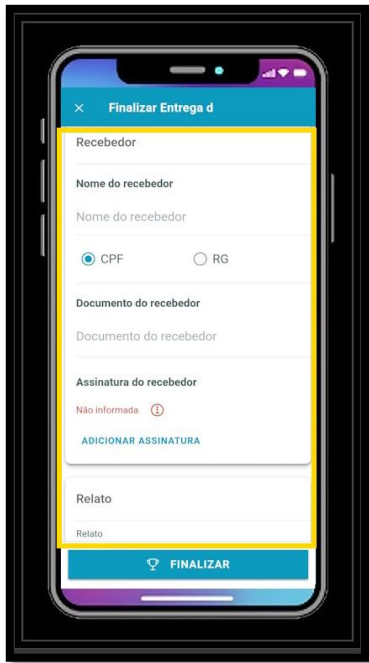 Finalizar Entrega d
Recebedor
Nome do recebedor
Nome do recebedor
CPF RG
Documento do recebedor
Documento do recebedor
Assinatura do recebedor
Não informada
ADICIONAR ASSINATURA
Relato
Relato
FINALIZAR